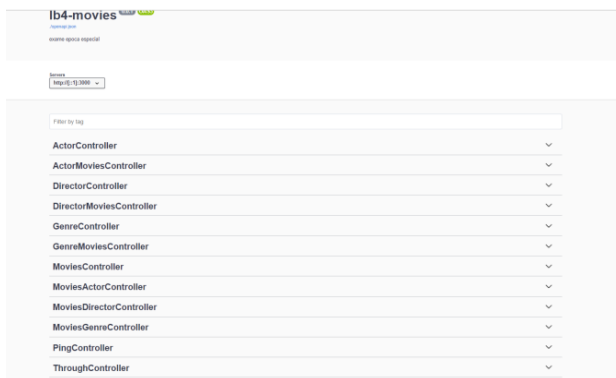 lb4-movies
/openapi.json
exame epoca especial
Servers
http://[::1]:3000
Filter by tag
ActorController
ActorMoviesController
DirectorController
DirectorMoviesController
GenreController
GenreMoviesController
MoviesController
MoviesActorController
MoviesDirectorController
MoviesGenreController
PingController
ThroughController